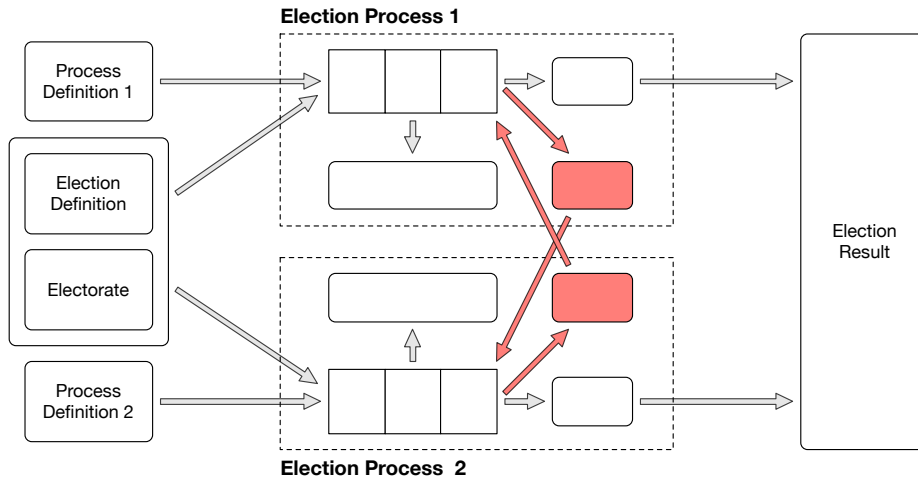 Election Process 1
Process
Definition 1
Election
Definition
Electorate
Process
Definition 2
Election
Result
Election Process  2